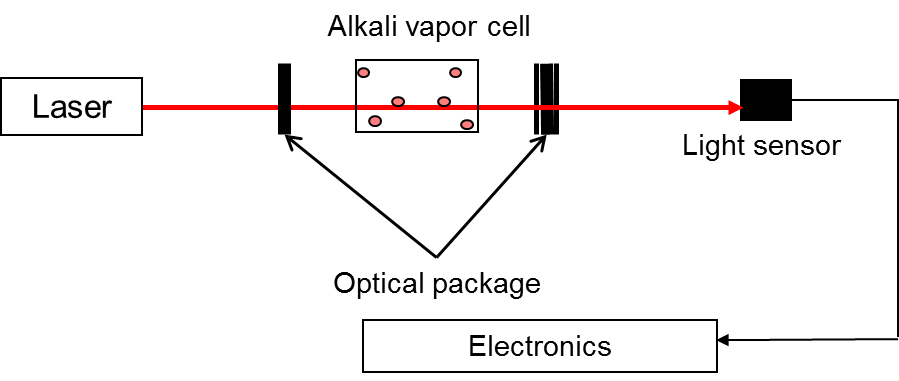 Alkali vapor cell
Laser
Light sensor
Optical package
Electronics